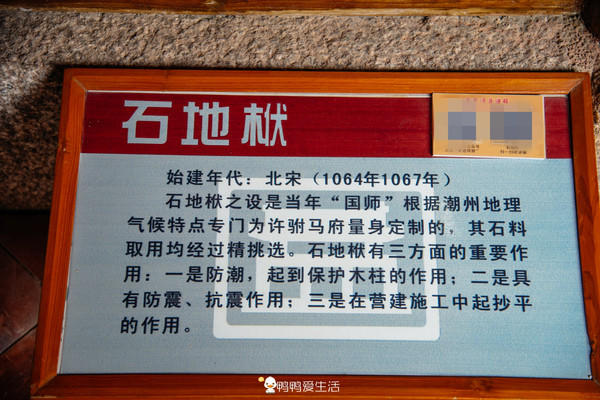 石地栿
始建年代：北宋（1064年1067年）
石地栿之设是当年“国师”根据潮州地理
气候特点专门为许驸马府量身定制的，其石料
取用均经过精挑选。石地栿有三方面的重要作
用：一是防潮，起到保护木柱的作用；二是具
有防震、抗震作用；三是在营建施工中起抄平
的作用。
鸭鸭爱生活